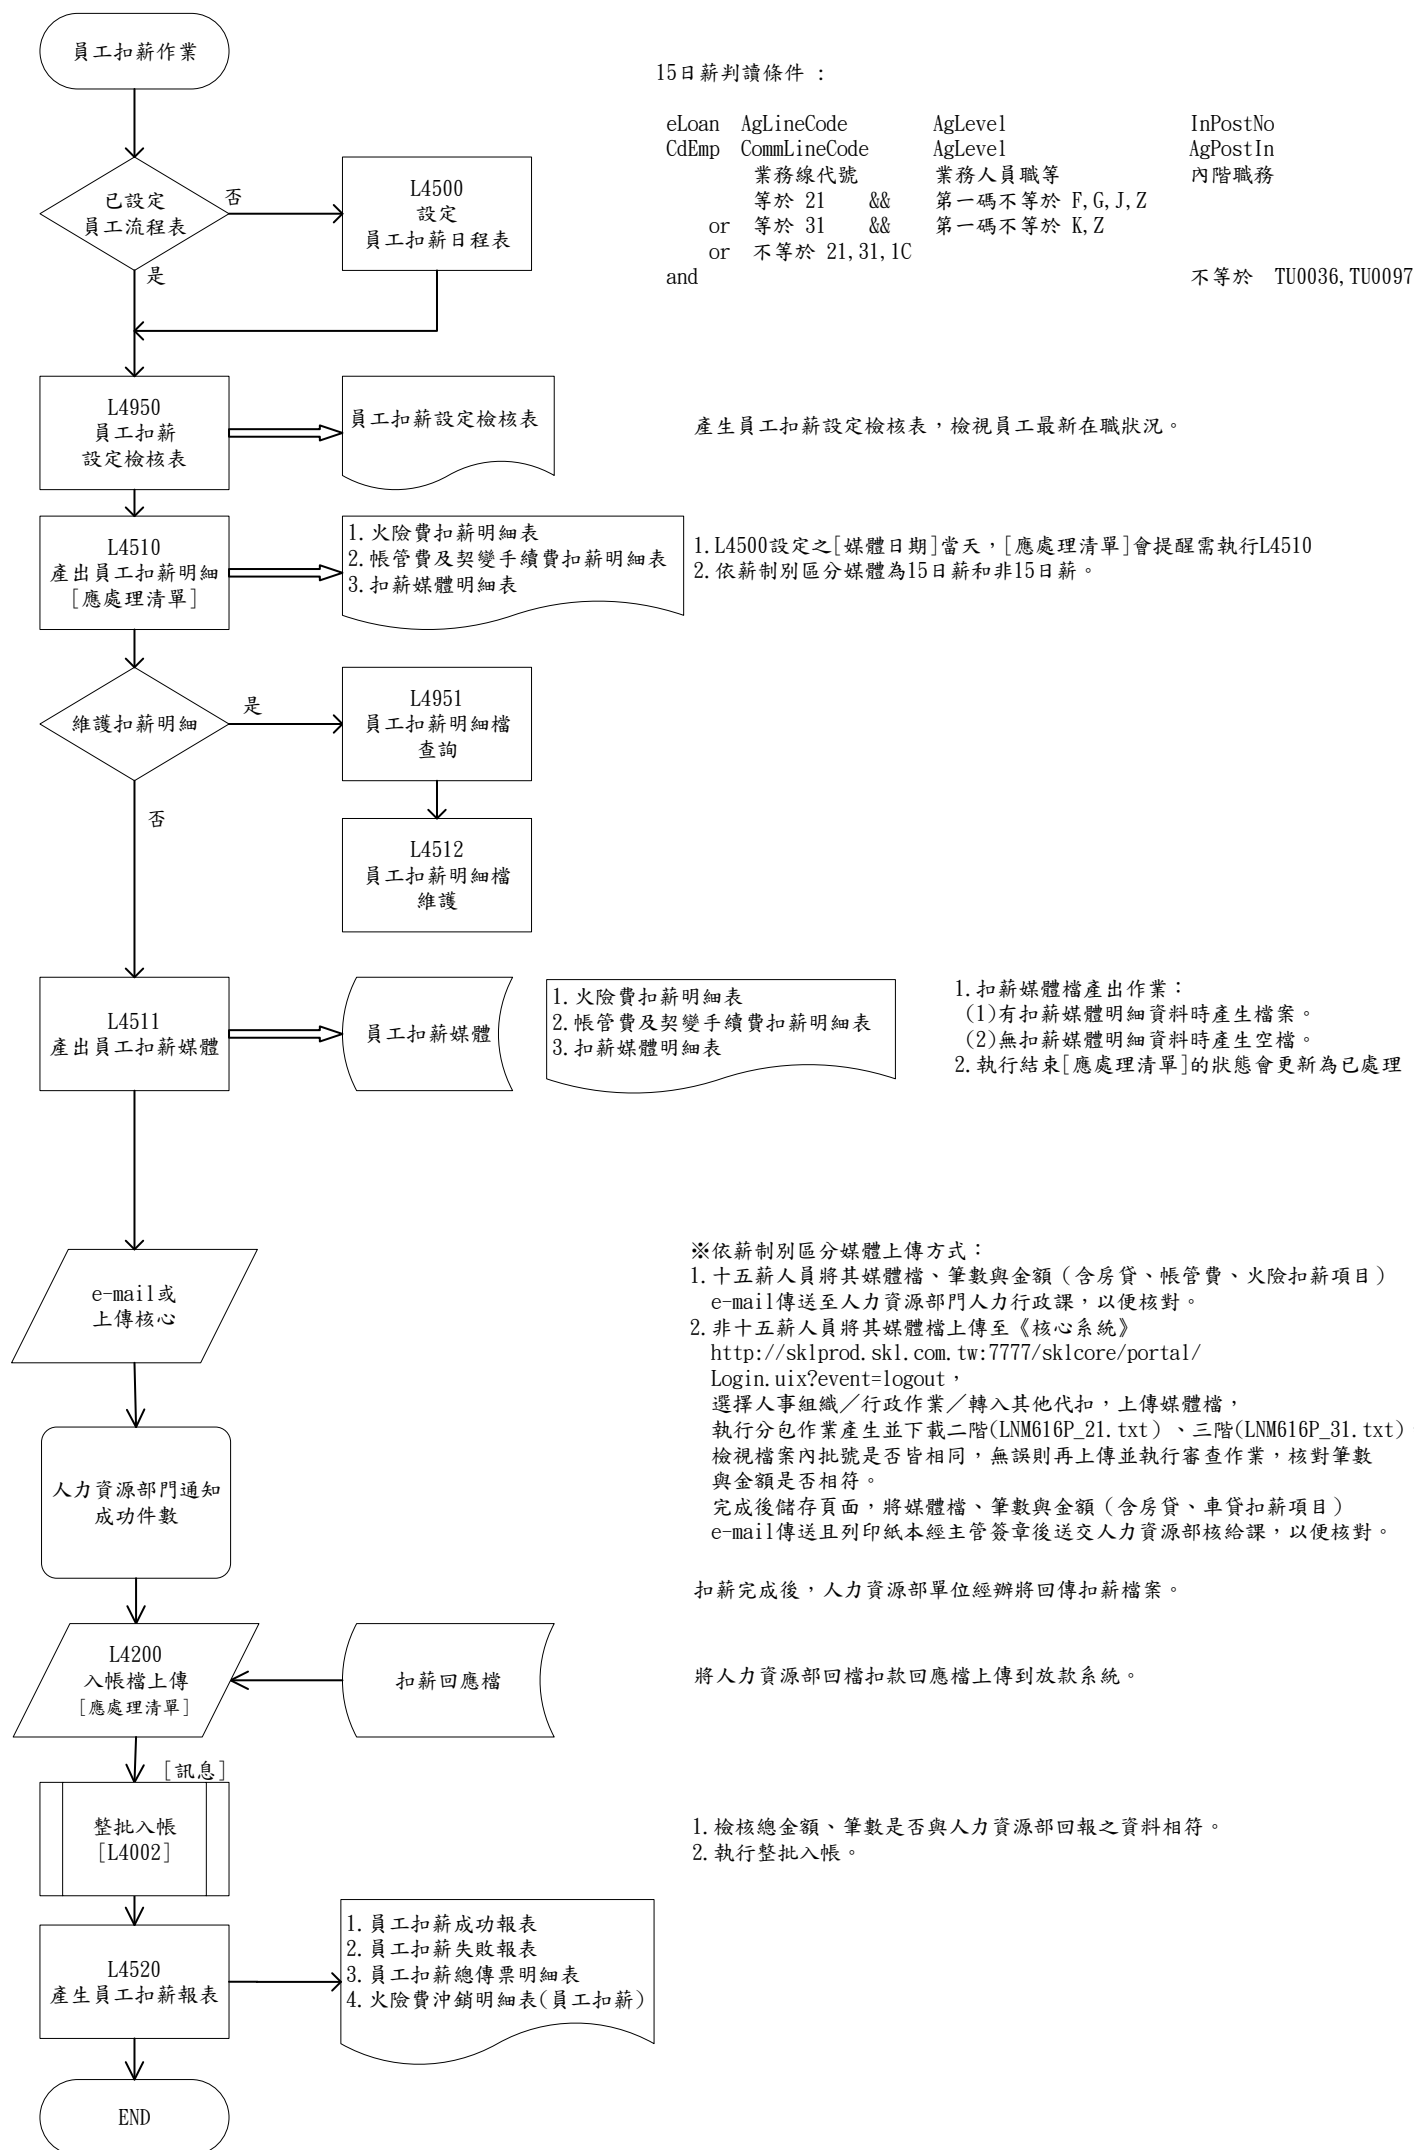 員工扣薪作業
15日薪判讀條件 :
eLoan AgLineCode AgLevel InPostNo
CdEmp CommLineCode AgLevel AgPostIn
業務線代號 業務人員職等 內階職務
等於 21 && 第一碼不等於 F,G,J,Z
or 等於 31 && 第一碼不等於 K,Z
or 不等於 21,31,1C
and 不等於 TU0036,TU0097
已設定
員工流程表
否
是
L4500
設定
員工扣薪日程表
L4950
員工扣薪
設定檢核表
員工扣薪設定檢核表
產生員工扣薪設定檢核表，檢視員工最新在職狀況。
L4510
產出員工扣薪明細
[應處理清單]
1.火險費扣薪明細表
2.帳管費及契變手續費扣薪明細表
3.扣薪媒體明細表
1.L4500設定之[媒體日期]當天，[應處理清單]會提醒需執行L4510
2.依薪制別區分媒體為15日薪和非15日薪。
維護扣薪明細
是
否
L4951
員工扣薪明細檔
查詢
L4512
員工扣薪明細檔
維護
L4511
產出員工扣薪媒體
員工扣薪媒體
1.火險費扣薪明細表
2.帳管費及契變手續費扣薪明細表
3.扣薪媒體明細表
1.扣薪媒體檔產出作業：
(1)有扣薪媒體明細資料時產生檔案。
(2)無扣薪媒體明細資料時產生空檔。
2.執行結束[應處理清單]的狀態會更新為已處理
e-mail或
上傳核心
※依薪制別區分媒體上傳方式：
1.十五薪人員將其媒體檔、筆數與金額（含房貸、帳管費、火險扣薪項目）
e-mail傳送至人力資源部門人力行政課，以便核對。
2.非十五薪人員將其媒體檔上傳至《核心系統》
http://sklprod.skl.com.tw:7777/sklcore/portal/
Login.uix?event=logout，
選擇人事組織／行政作業／轉入其他代扣，上傳媒體檔，
執行分包作業產生並下載二階(LNM616P_21.txt）、三階(LNM616P_31.txt)
檢視檔案內批號是否皆相同，無誤則再上傳並執行審查作業，核對筆數
與金額是否相符。
完成後儲存頁面，將媒體檔、筆數與金額（含房貸、車貸扣薪項目）
e-mail傳送且列印紙本經主管簽章後送交人力資源部核給課，以便核對。
人力資源部門通知
成功件數
扣薪完成後，人力資源部單位經辦將回傳扣薪檔案。
L4200
入帳檔上傳
[應處理清單]
扣薪回應檔
將人力資源部回檔扣款回應檔上傳到放款系統。
[訊息]
整批入帳
[L4002]
1.檢核總金額、筆數是否與人力資源部回報之資料相符。
2.執行整批入帳。
L4520
產生員工扣薪報表
1.員工扣薪成功報表
2.員工扣薪失敗報表
3.員工扣薪總傳票明細表
4.火險費沖銷明細表(員工扣薪)
END